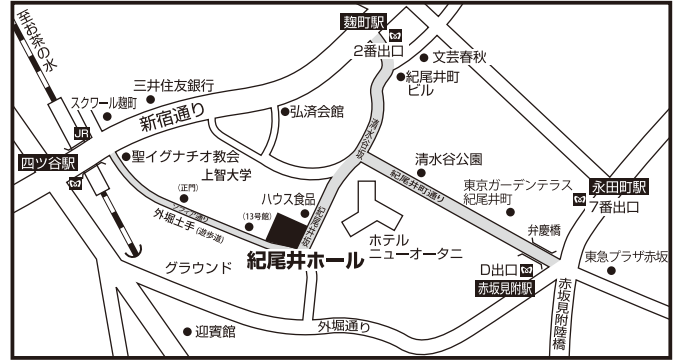 至お茶の水
麹町駅
2番出口
文芸春秋
紀尾井町
ビル
三井住友銀行
スクワール麹町
新宿通り
弘済会館
JR
四ツ谷駅
聖イグナチオ教会
上智大学
清水谷坂
清水谷公園
紀尾井町通り
東京ガーデンテラス
紀尾井町
永田町駅
7番出口
(正門)
ソフィア通り
外堀土手(遊歩道)
(13号館)
ハウス食品
紀尾井坂
ホテル
ニューオータニ
弁慶橋
東急プラザ赤坂
D出口
赤坂見附駅
グラウンド
紀尾井ホール
赤坂見附陸橋
外堀通り
迎賓館